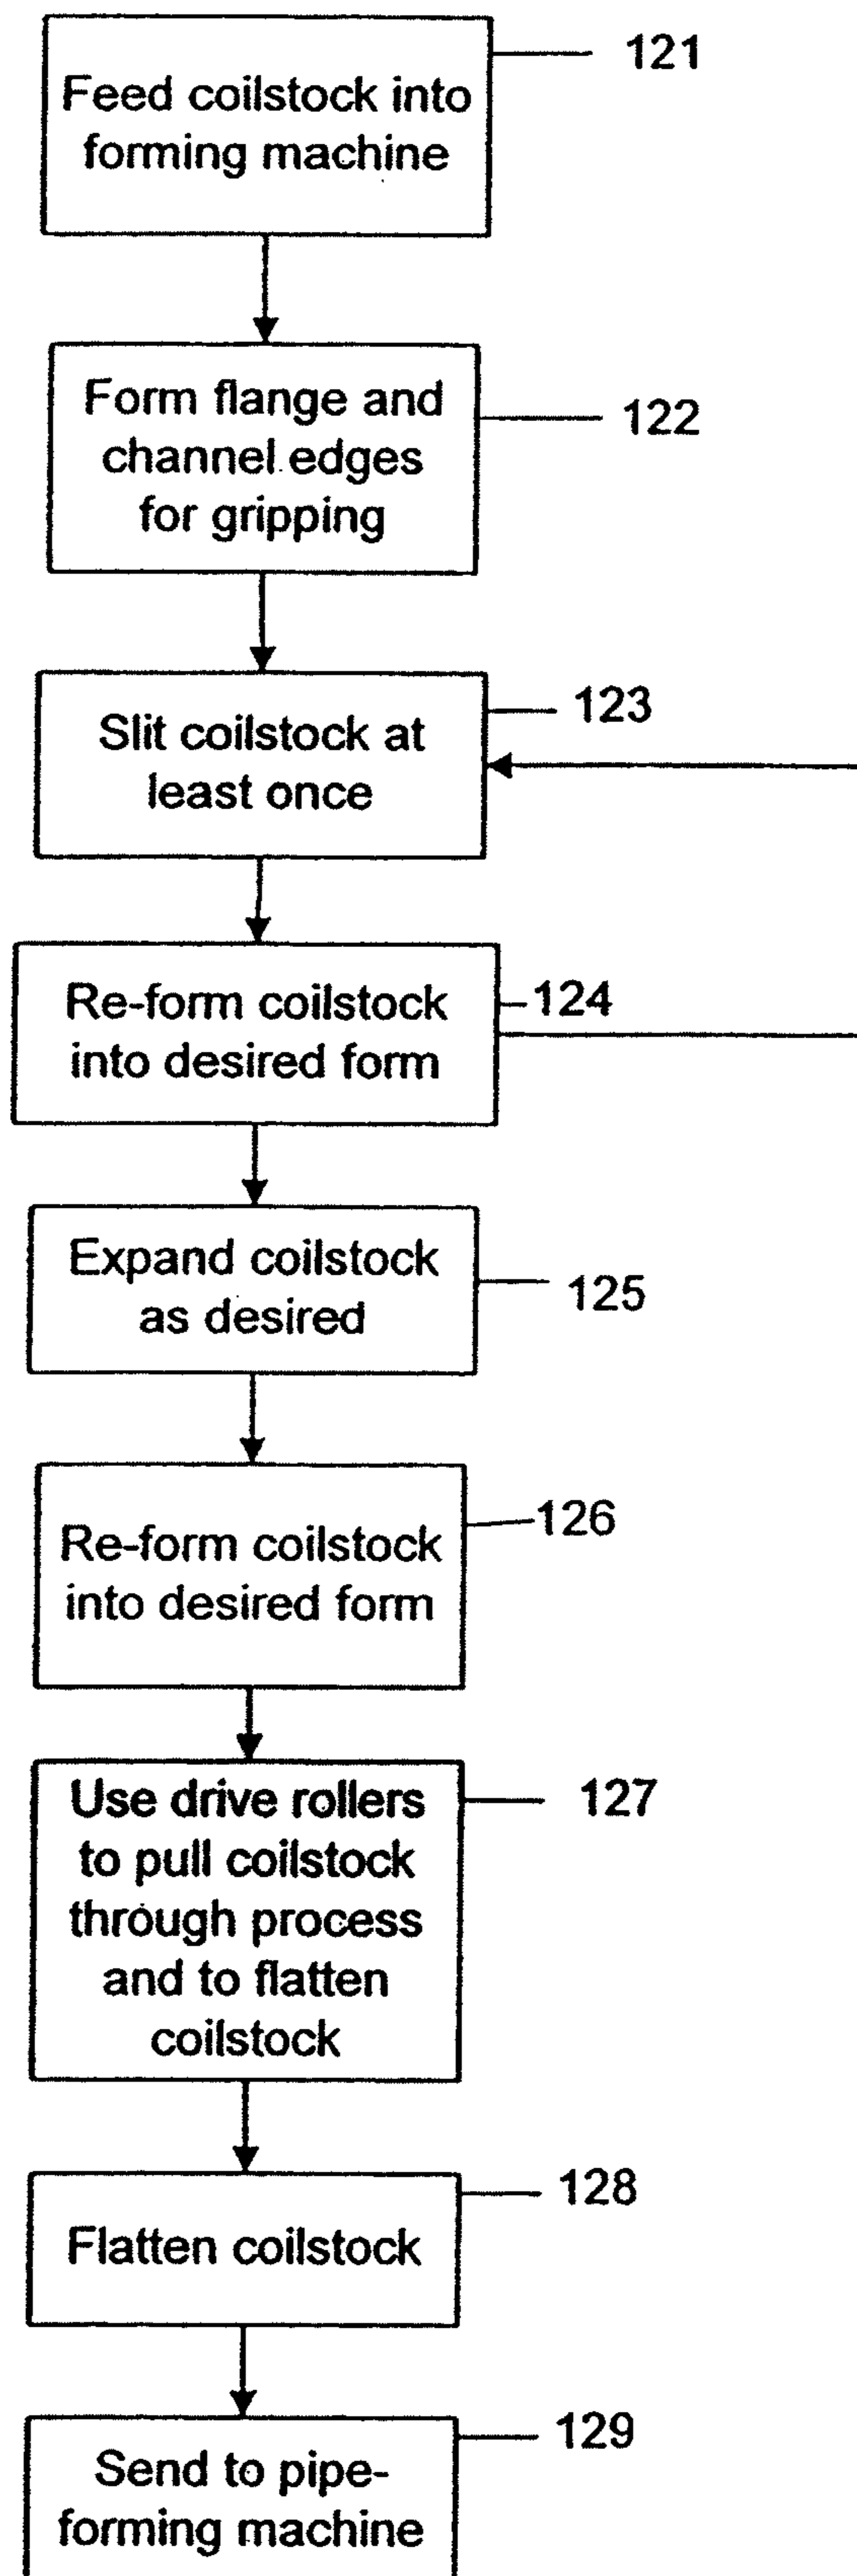 Feed coilstock into
forming machine
121
Form flange and
channel edges
for gripping
122
Slit coilstock at
least once
123
Re-form coilstock
into desired form
124
Expand coilstock
as desired
125
Re-form coilstock
into desired form
126
Use drive rollers
to pull coilstock
through process
and to flatten
coilstock
127
Flatten coilstock
128
Send to pipe-
forming machine
129